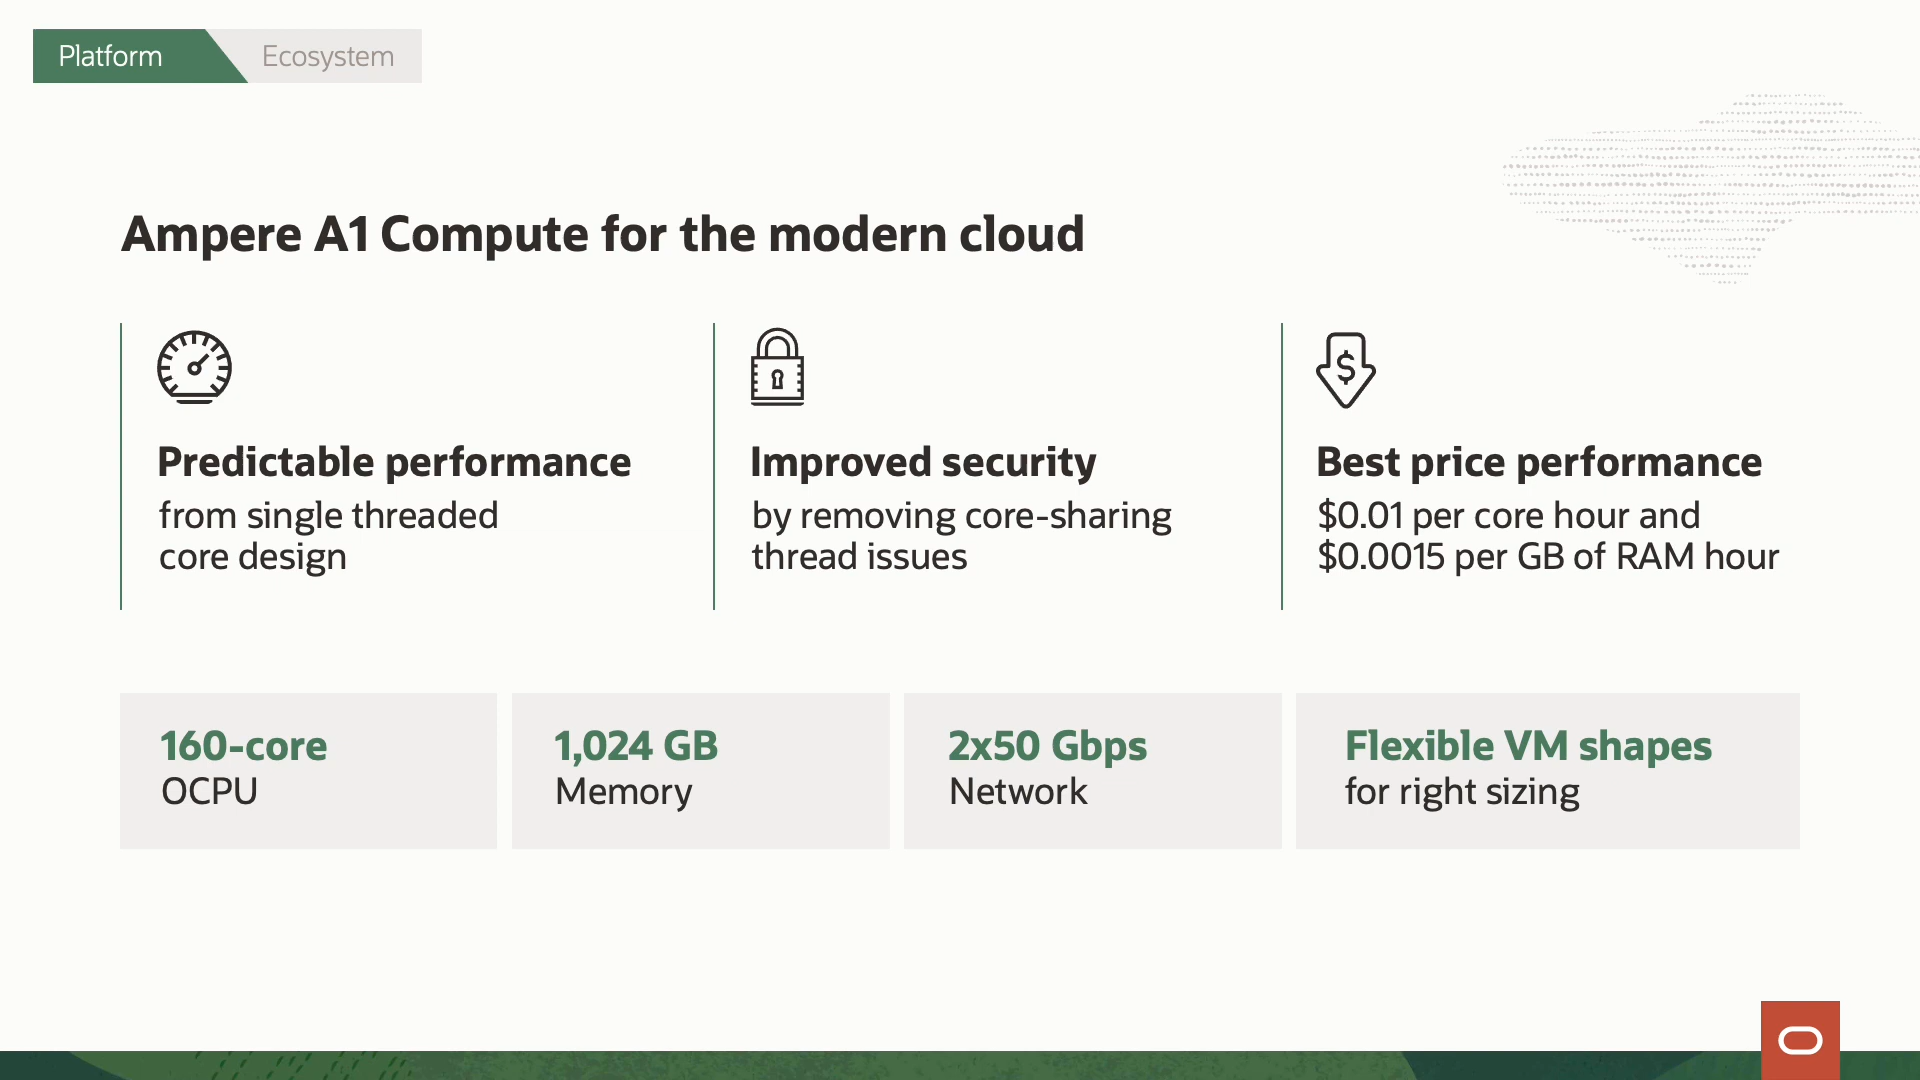 Platform
Ecosystem
Ampere A1 Compute for the modern cloud
$
Predictable performance
from single threaded
core design
Improved security
by removing core-sharing
thread issues
Best price performance
$0.01 per core hour and
$0.0015 per GB of RAM hour
160-core
OCPU
1,024 GB
Memory
2x50 Gbps
Network
Flexible VM shapes
for right sizing